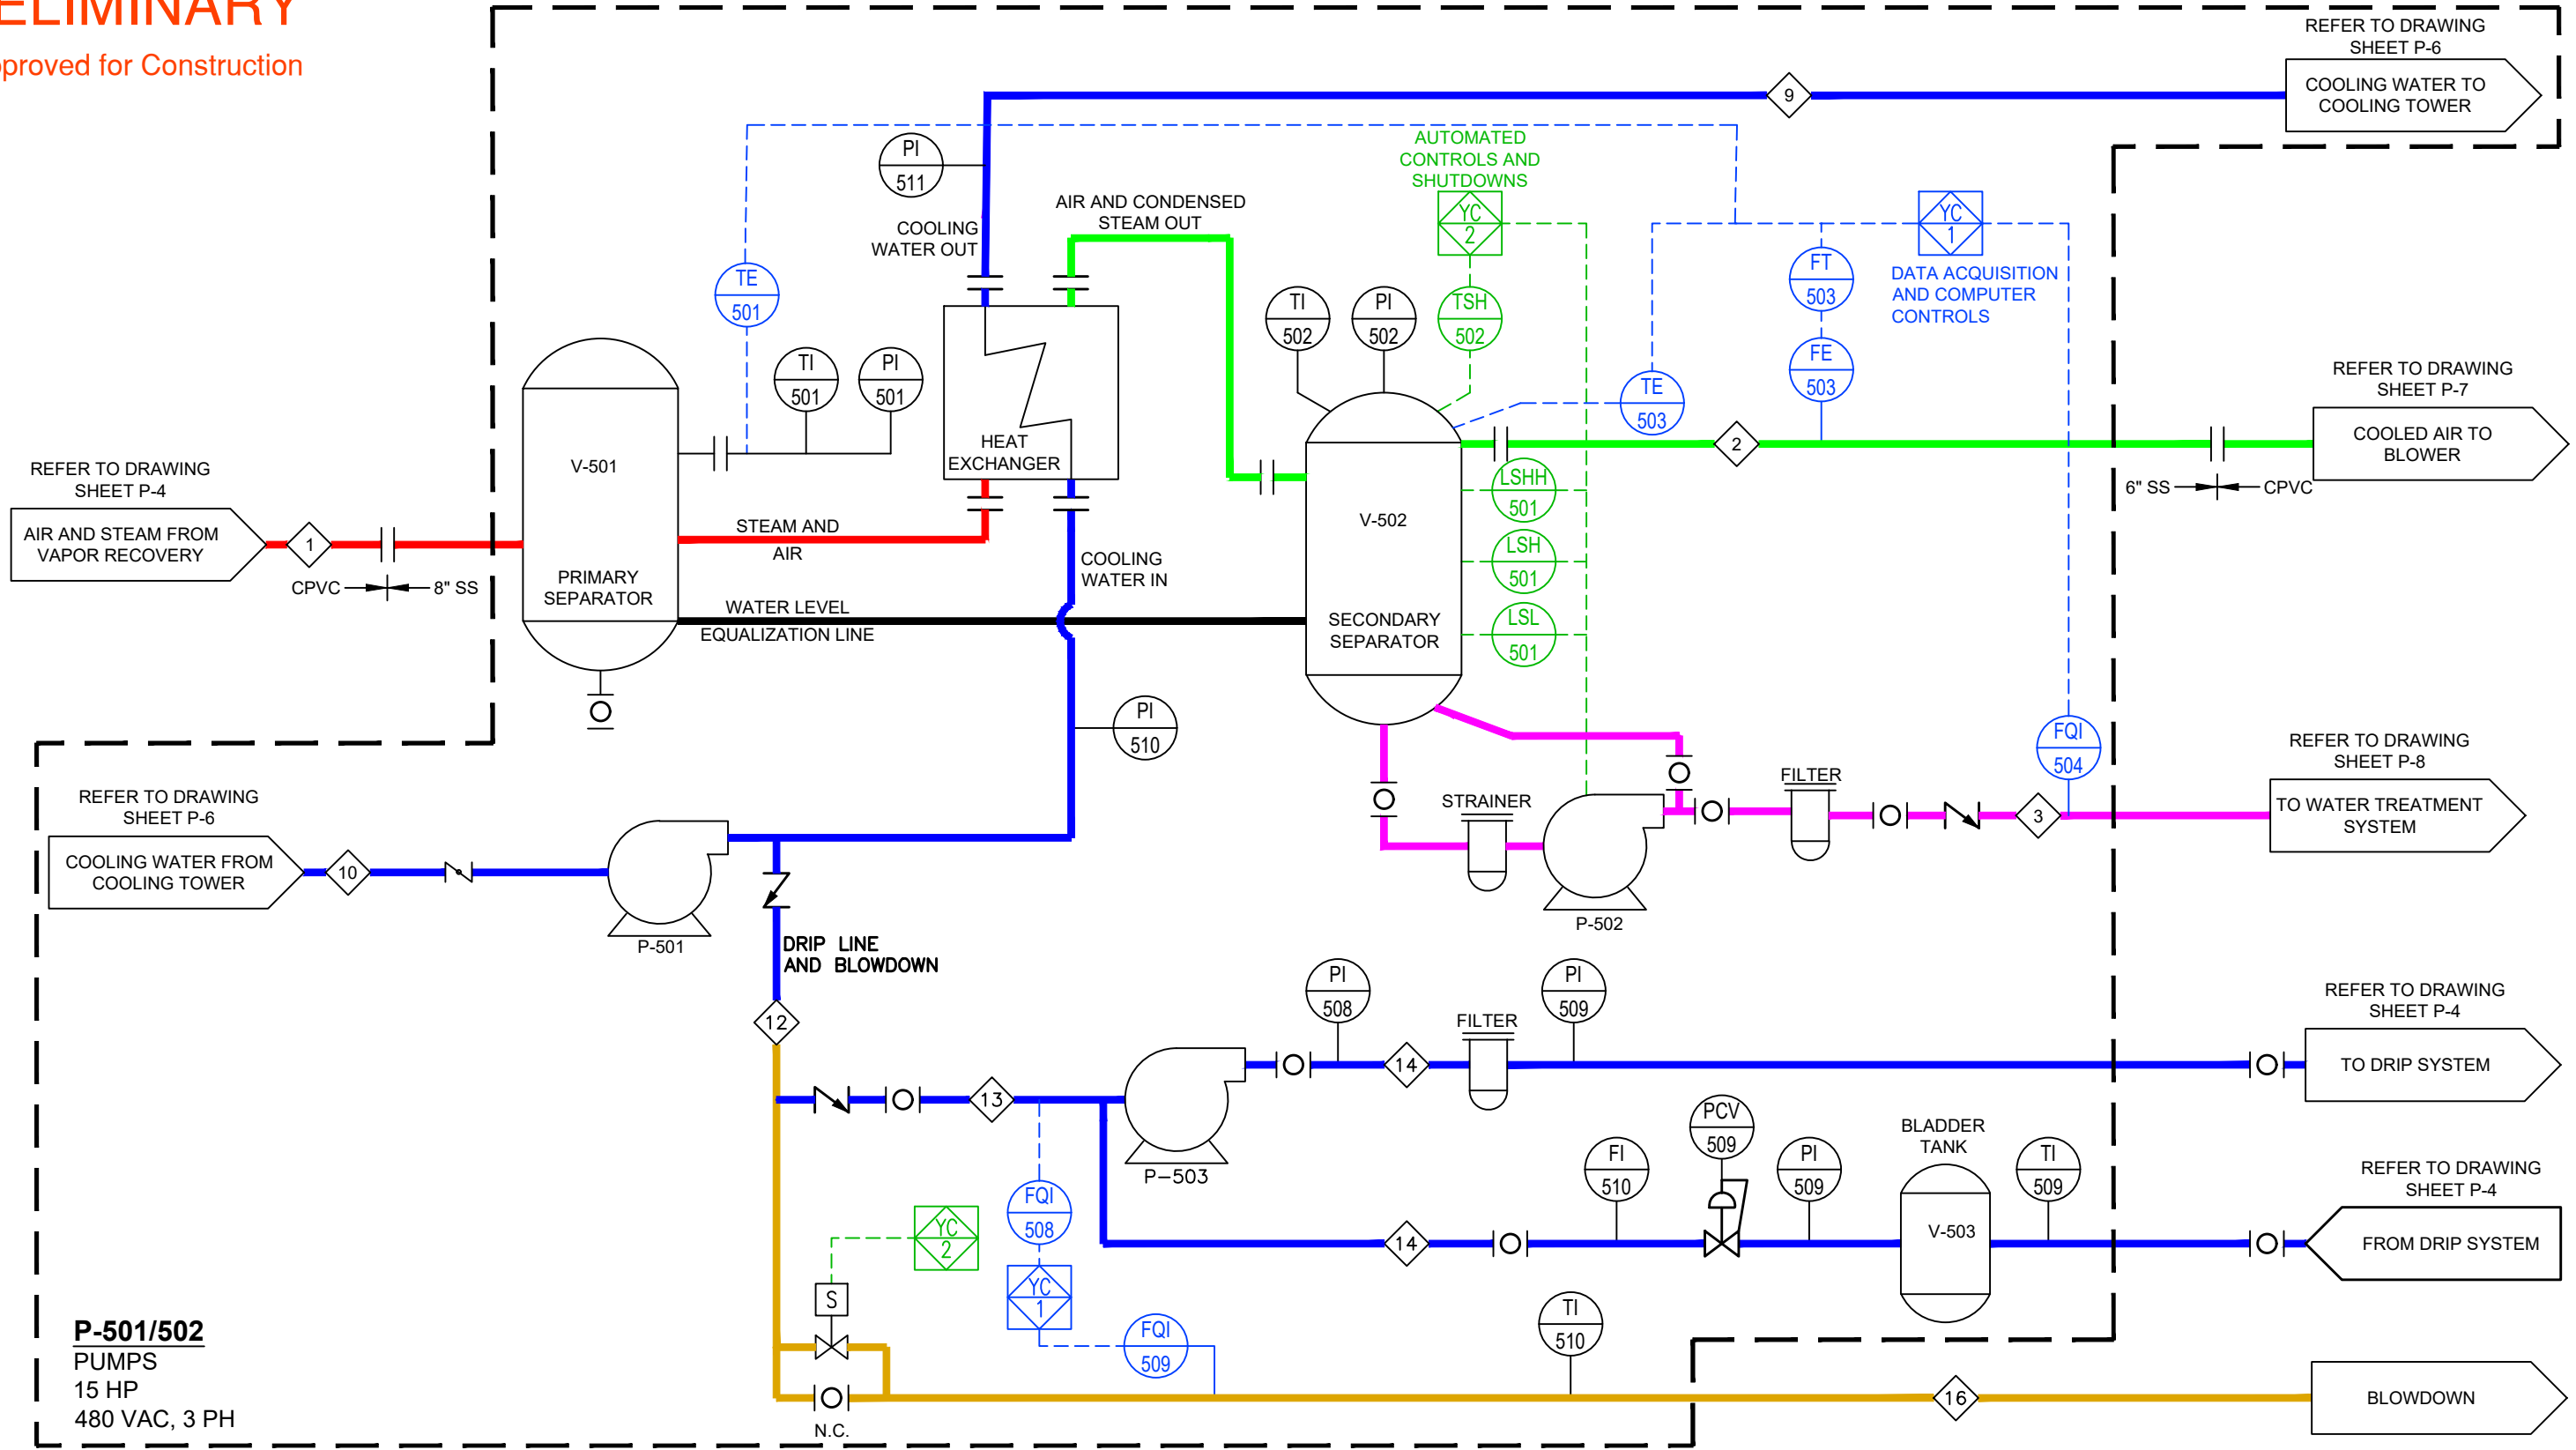 ELIMINARY
pproved for Construction
REFER TO DRAWING
SHEET P-6
COOLING WATER TO
COOLING TOWER
9
PI
511
COOLING
WATER OUT
AIR AND CONDENSED
STEAM OUT
AUTOMATED
CONTROLS AND
SHUTDOWNS
YC
2
YC
1
DATA ACQUISITION
AND COMPUTER
CONTROLS
TE
501
TI
501
PI
501
TI
502
PI
502
TSH
502
FT
503
FE
503
TE
503
REFER TO DRAWING
SHEET P-7
COOLED AIR TO
BLOWER
2
6" SS
CPVC
HEAT
EXCHANGER
V-501
PRIMARY
SEPARATOR
REFER TO DRAWING
SHEET P-4
AIR AND STEAM FROM
VAPOR RECOVERY
1
CPVC
8" SS
STEAM AND
AIR
COOLING
WATER IN
WATER LEVEL
EQUALIZATION LINE
V-502
SECONDARY
SEPARATOR
LSHH
501
LSH
501
LSL
501
PI
510
FQI
504
REFER TO DRAWING
SHEET P-8
TO WATER TREATMENT
SYSTEM
3
FILTER
STRAINER
P-502
REFER TO DRAWING
SHEET P-6
COOLING WATER FROM
COOLING TOWER
10
P-501
DRIP LINE
AND BLOWDOWN
12
PI
508
PI
509
FILTER
14
REFER TO DRAWING
SHEET P-4
TO DRIP SYSTEM
13
P-503
FQI
508
YC
1
FQI
509
YC
2
S
N.C.
14
FI
510
PCV
509
PI
509
BLADDER
TANK
V-503
TI
509
REFER TO DRAWING
SHEET P-4
FROM DRIP SYSTEM
TI
510
16
BLOWDOWN
P-501/502
PUMPS
15 HP
480 VAC, 3 PH